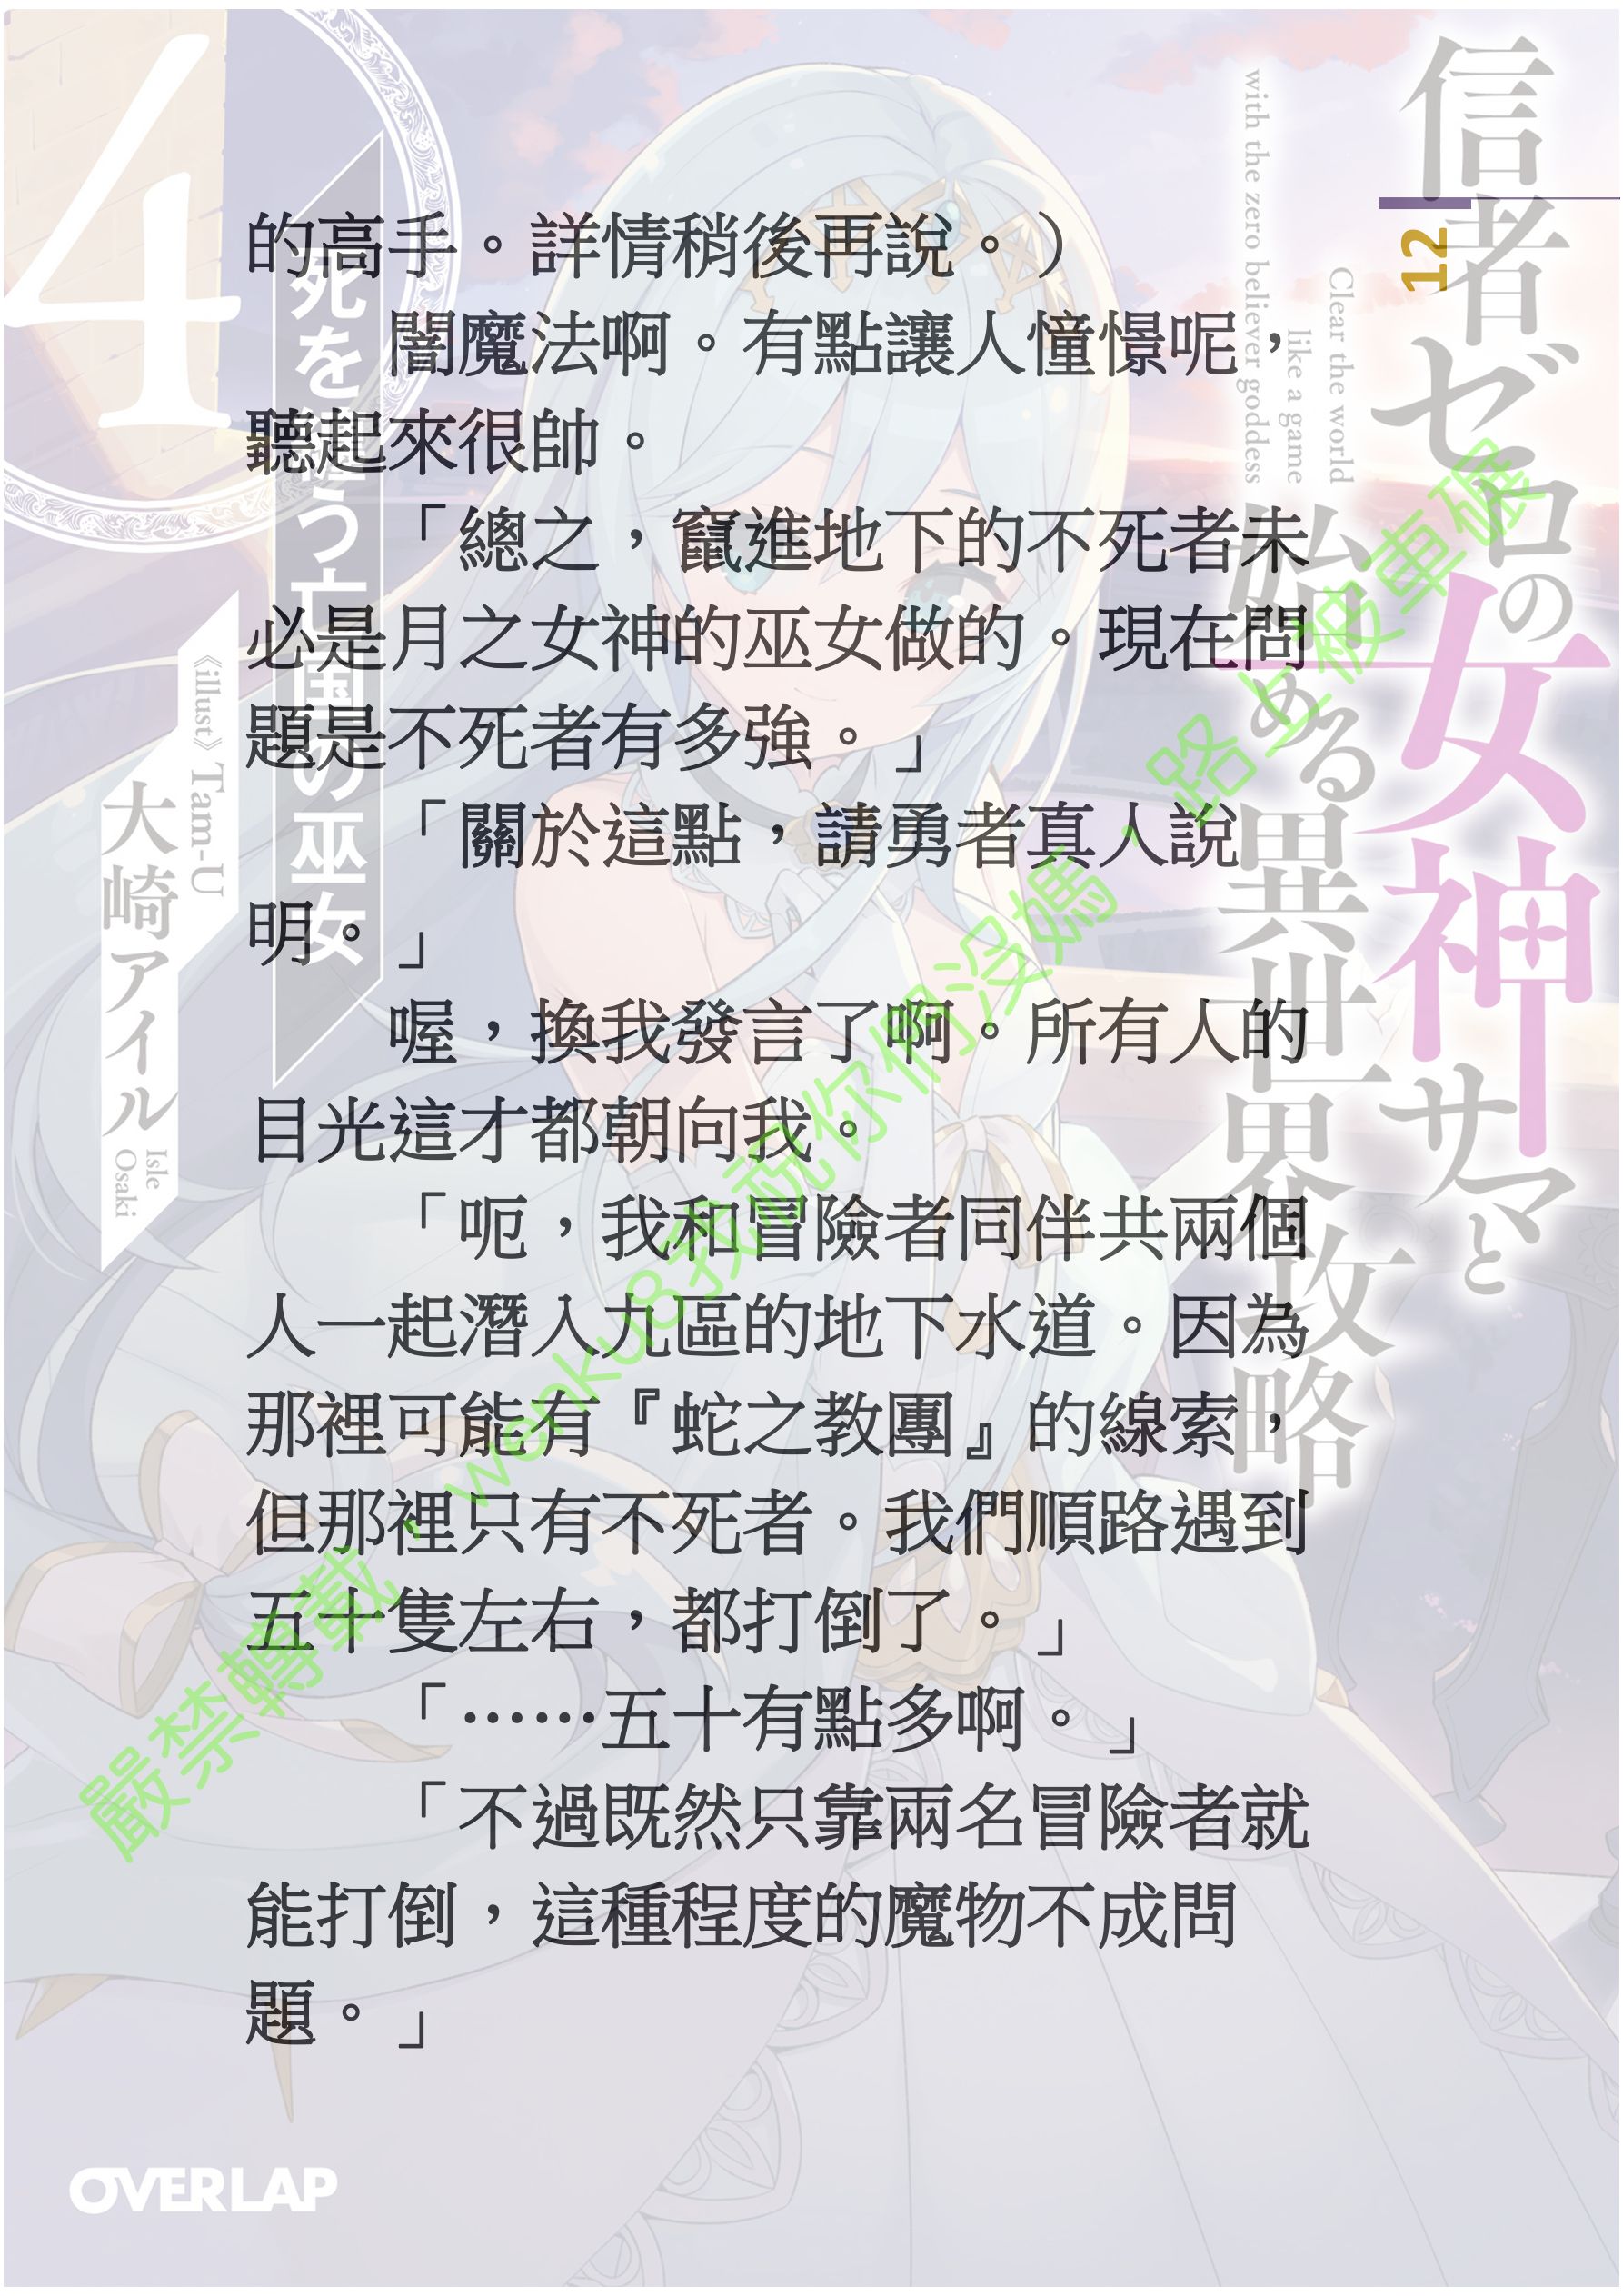 的高手。詳情稍後再說。）
闇魔法啊。有點讓人憧憬呢，
聽起來很帥。
「總之，竄進地下的不死者未
必是月之女神的巫女做的。現在問
題是不死者有多強。」
「關於這點，請勇者真人說
明。」
喔，換我發言了啊。所有人的
目光這才都朝向我。
「呃，我和冒險者同伴共兩個
人一起潛入九區的地下水道。因為
那裡可能有『蛇之教團』的線索，
但那裡只有不死者。我們順路遇到
五十隻左右，都打倒了。」
「……五十有點多啊。」
「不過既然只靠兩名冒險者就
能打倒，這種程度的魔物不成問
題。」
12
信者ゼロの女神サマと
始める異世界攻略
Clear the world
like a game
with the zero believer goddess
4
死を纏う亡国の巫女
《illust》Tam-U
大崎アイル
Isle
Osaki
OVERLAP
嚴禁轉載，wenku8我祝你們沒媽，路上被車碾